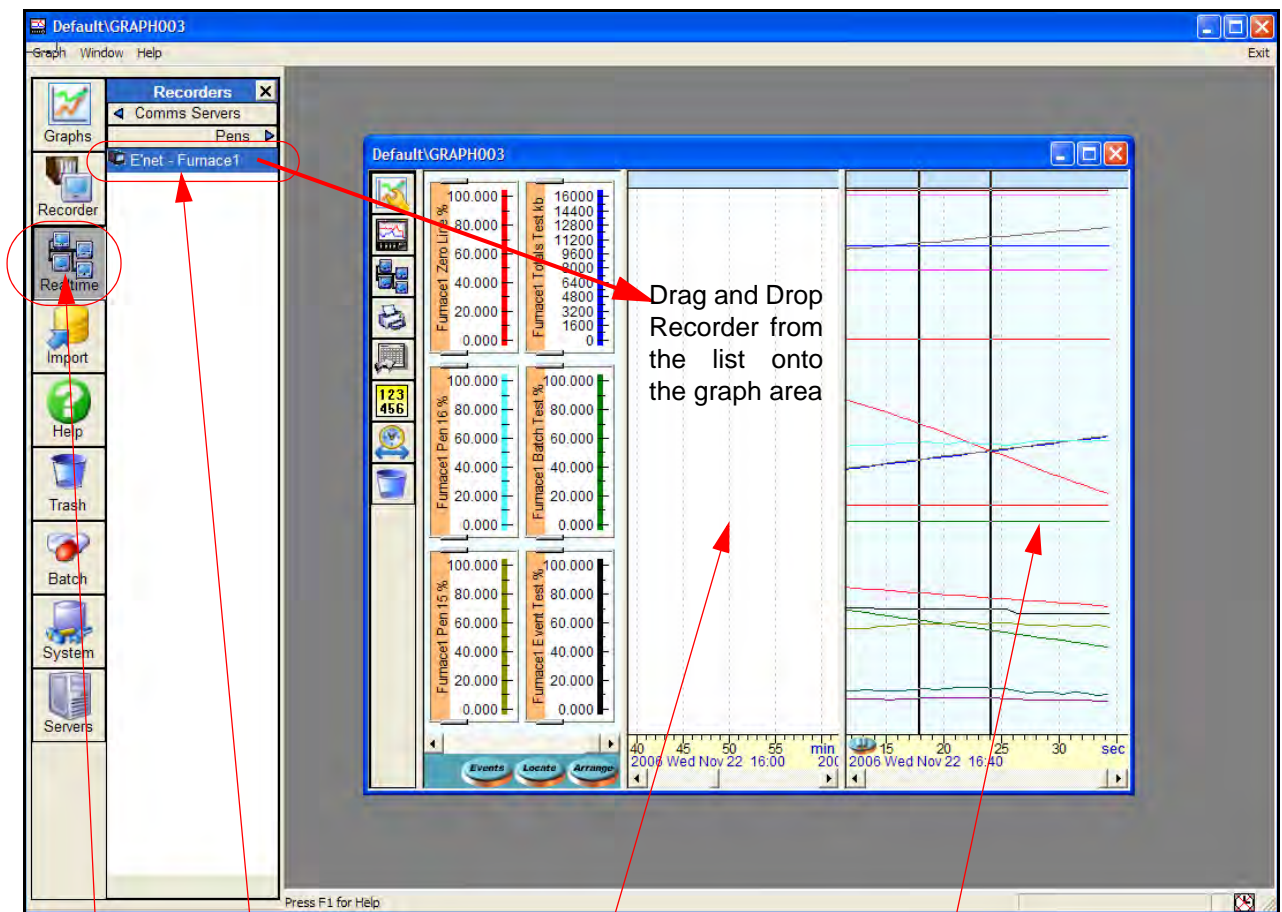 Default\GRAPH003
Graph Window Help
Exit
Recorders
Comms Servers
Pens
E'net - Furnace1
Graphs
Recorder
Realtime
Import
Help
Trash
Batch
System
Servers
Default\GRAPH003
Furnace1 Zero Line %
100.000
80.000
60.000
40.000
20.000
0.000
Furnace1 Totals Test kb
16000
14400
12800
11200
9600
8000
6400
4800
3200
1600
0
Furnace1 Pen 16 %
100.000
80.000
60.000
40.000
20.000
0.000
Furnace1 Batch Test %
100.000
80.000
60.000
40.000
20.000
0.000
Furnace1 Pen 15 %
100.000
80.000
60.000
40.000
20.000
0.000
Furnace1 Event Test %
100.000
80.000
60.000
40.000
20.000
0.000
123
456
Drag and Drop
Recorder from
the list onto
the graph area
Events Locate Arrange
40 45 50 55 min
2006 Wed Nov 22 16:00 200
15 20 25 30 sec
2006 Wed Nov 22 16:40
Press F1 for Help